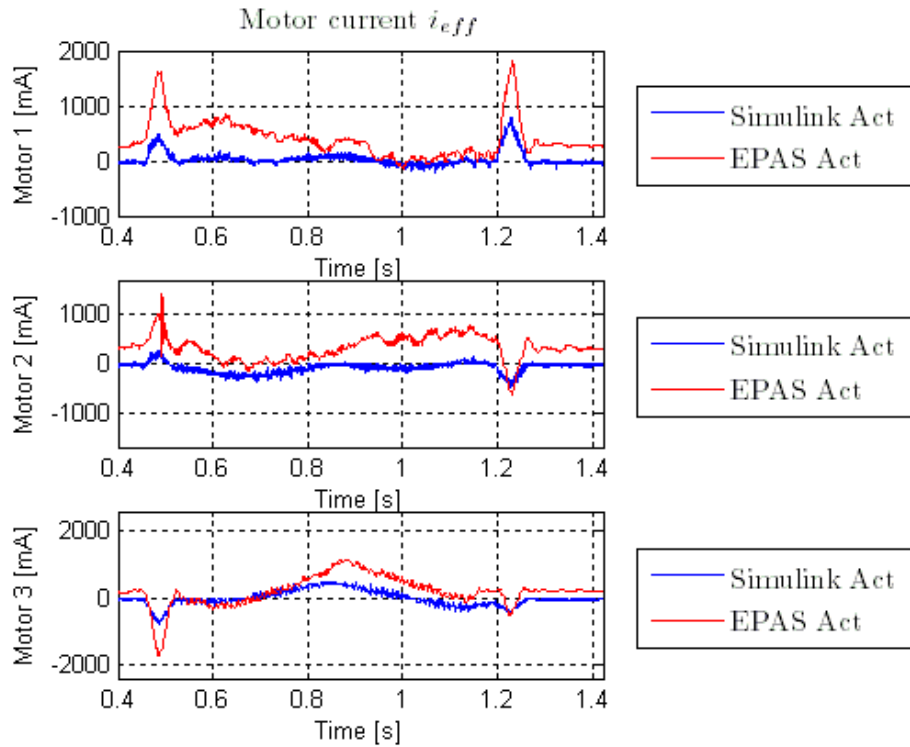 Motor current i_eff
Motor 1 [mA]
2000
1000
0
-1000
0.4 0.6 0.8 1 1.2 1.4
Time [s]
Simulink Act
EPAS Act
Motor 2 [mA]
1000
0
-1000
0.4 0.6 0.8 1 1.2 1.4
Time [s]
Simulink Act
EPAS Act
Motor 3 [mA]
2000
0
-2000
0.4 0.6 0.8 1 1.2 1.4
Time [s]
Simulink Act
EPAS Act